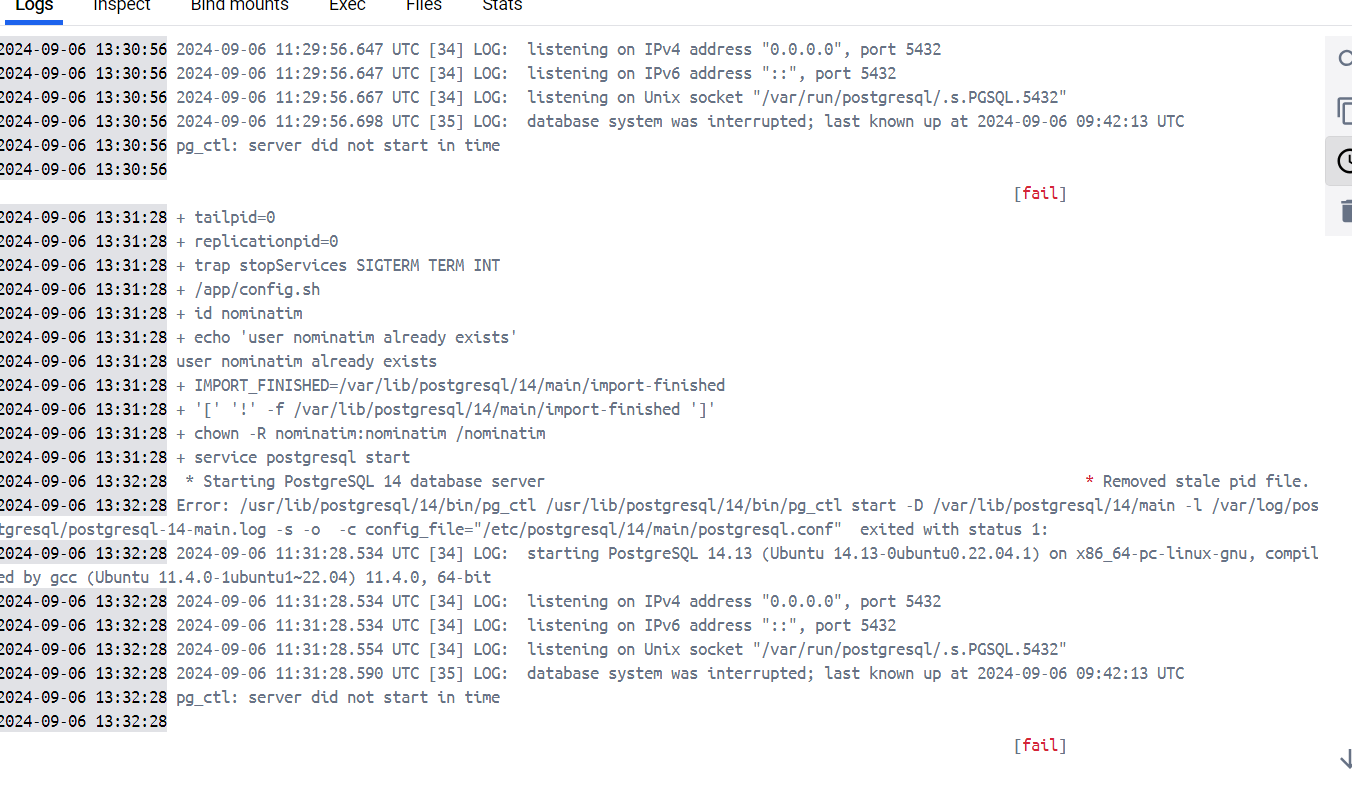 Logs Inspect Bind mounts Exec Files Stats
2024-09-06 13:30:56 2024-09-06 11:29:56.647 UTC [34] LOG:  listening on IPv4 address "0.0.0.0", port 5432
2024-09-06 13:30:56 2024-09-06 11:29:56.647 UTC [34] LOG:  listening on IPv6 address "::", port 5432
2024-09-06 13:30:56 2024-09-06 11:29:56.667 UTC [34] LOG:  listening on Unix socket "/var/run/postgresql/.s.PGSQL.5432"
2024-09-06 13:30:56 2024-09-06 11:29:56.698 UTC [35] LOG:  database system was interrupted; last known up at 2024-09-06 09:42:13 UTC
2024-09-06 13:30:56 pg_ctl: server did not start in time
2024-09-06 13:30:56
[fail]
2024-09-06 13:31:28 + tailpid=0
2024-09-06 13:31:28 + replicationpid=0
2024-09-06 13:31:28 + trap stopServices SIGTERM TERM INT
2024-09-06 13:31:28 + /app/config.sh
2024-09-06 13:31:28 + id nominatim
2024-09-06 13:31:28 + echo 'user nominatim already exists'
2024-09-06 13:31:28 user nominatim already exists
2024-09-06 13:31:28 + IMPORT_FINISHED=/var/lib/postgresql/14/main/import-finished
2024-09-06 13:31:28 + '[' '!' -f /var/lib/postgresql/14/main/import-finished ']'
2024-09-06 13:31:28 + chown -R nominatim:nominatim /nominatim
2024-09-06 13:31:28 + service postgresql start
2024-09-06 13:32:28  * Starting PostgreSQL 14 database server * Removed stale pid file.
2024-09-06 13:32:28 Error: /usr/lib/postgresql/14/bin/pg_ctl /usr/lib/postgresql/14/bin/pg_ctl start -D /var/lib/postgresql/14/main -l /var/log/pos
tgresql/postgresql-14-main.log -s -o  -c config_file="/etc/postgresql/14/main/postgresql.conf"  exited with status 1:
2024-09-06 13:32:28 2024-09-06 11:31:28.534 UTC [34] LOG:  starting PostgreSQL 14.13 (Ubuntu 14.13-0ubuntu0.22.04.1) on x86_64-pc-linux-gnu, compil
ed by gcc (Ubuntu 11.4.0-1ubuntu1~22.04) 11.4.0, 64-bit
2024-09-06 13:32:28 2024-09-06 11:31:28.534 UTC [34] LOG:  listening on IPv4 address "0.0.0.0", port 5432
2024-09-06 13:32:28 2024-09-06 11:31:28.534 UTC [34] LOG:  listening on IPv6 address "::", port 5432
2024-09-06 13:32:28 2024-09-06 11:31:28.554 UTC [34] LOG:  listening on Unix socket "/var/run/postgresql/.s.PGSQL.5432"
2024-09-06 13:32:28 2024-09-06 11:31:28.590 UTC [35] LOG:  database system was interrupted; last known up at 2024-09-06 09:42:13 UTC
2024-09-06 13:32:28 pg_ctl: server did not start in time
2024-09-06 13:32:28
[fail]